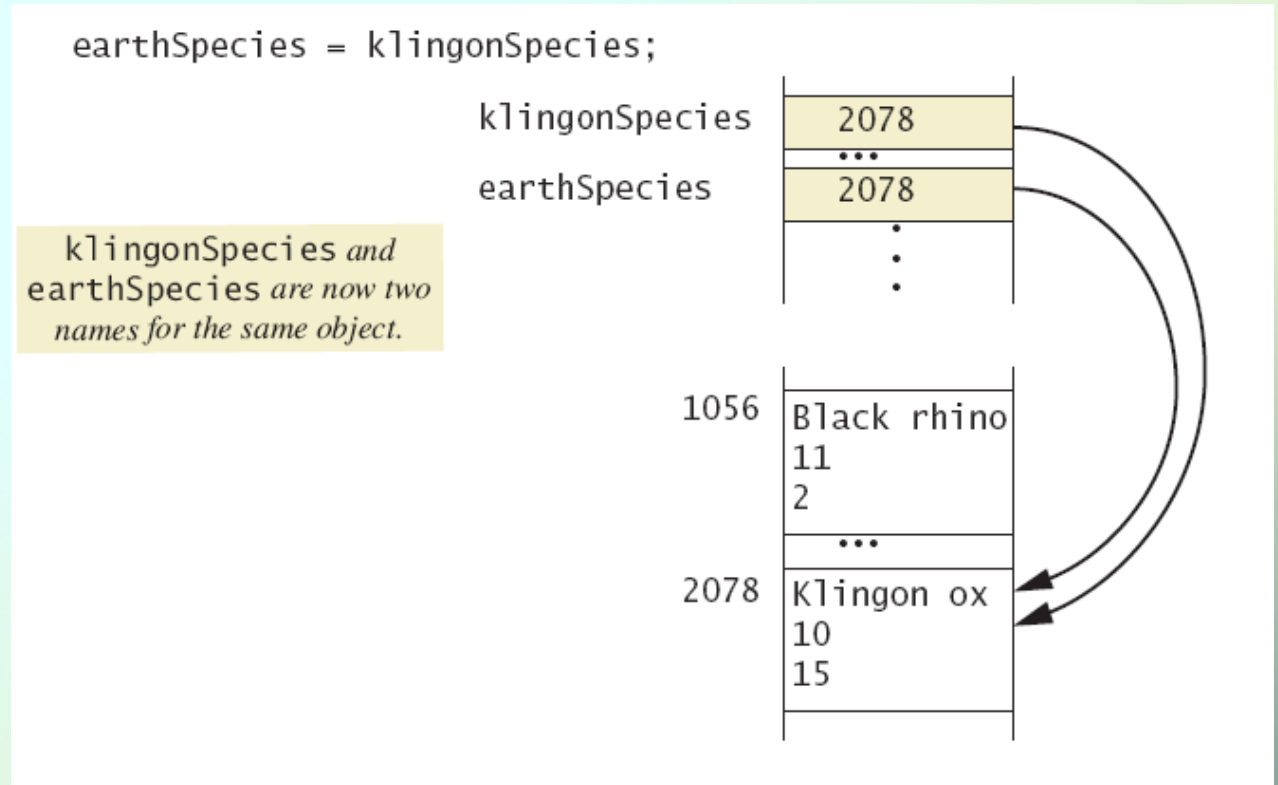 earthSpecies = klingonSpecies;
klingonSpecies 2078
...
earthSpecies 2078
klingonSpecies and
earthSpecies are now two
names for the same object.
1056 Black rhino
11
2
...
2078 Klingon ox
10
15